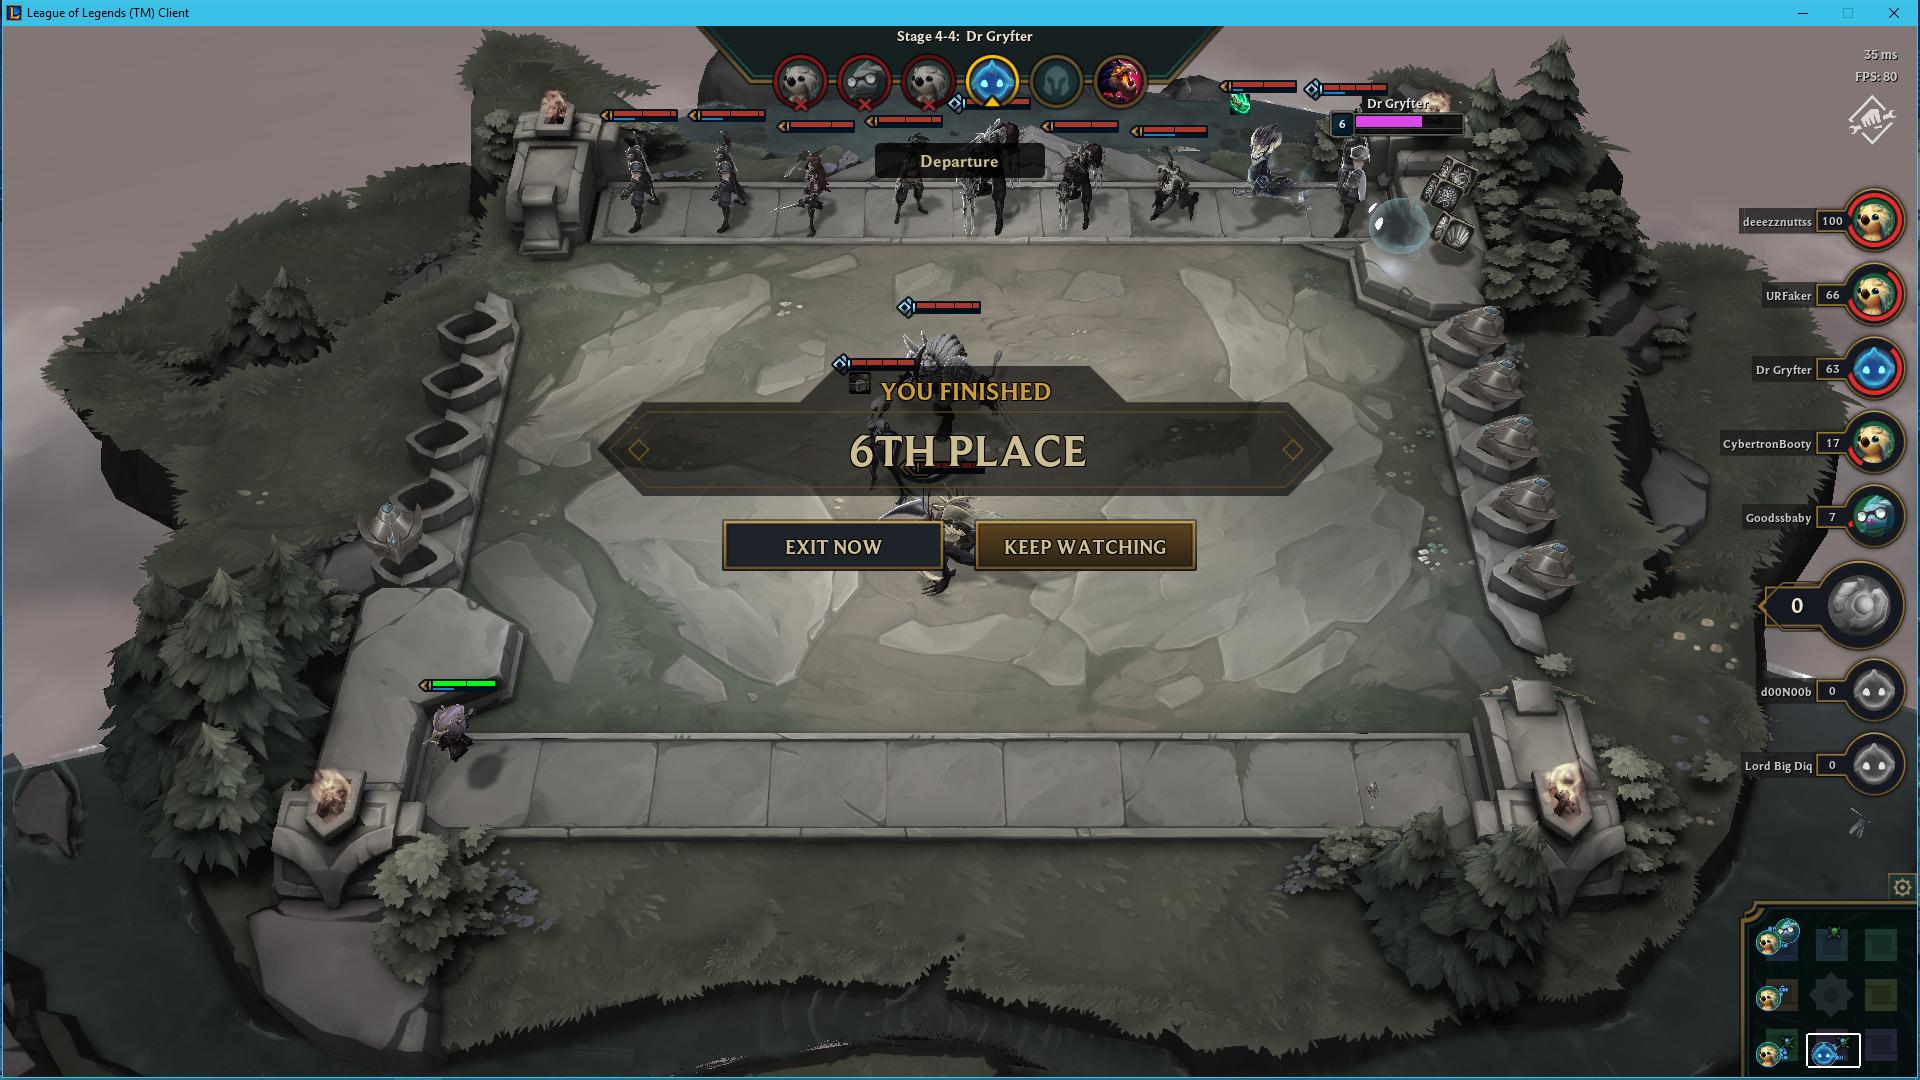 League of Legends (TM) Client
Stage 4-4: Dr Gryfter
35 ms
FPS: 80
Dr Gryfter
6
Departure
deeezznuttss 100
URFaker 66
Dr Gryfter 63
YOU FINISHED
6TH PLACE
CybertronBooty 17
Goodssbaby 7
EXIT NOW
KEEP WATCHING
0
d00N00b 0
Lord Big Diq 0